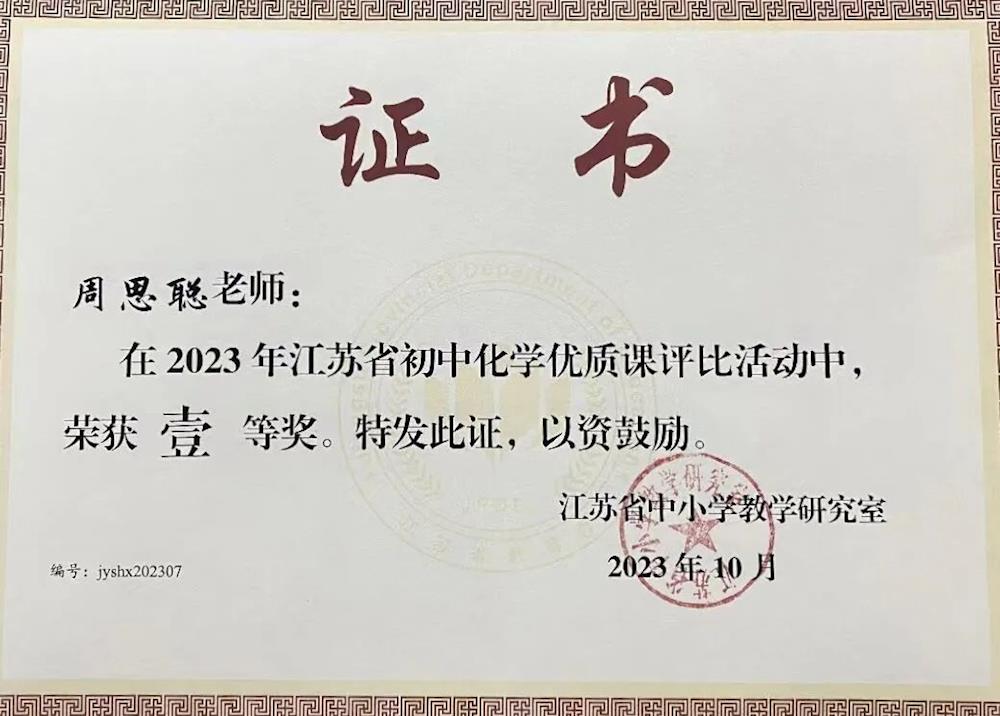 证书
周思聪老师：
在2023年江苏省初中化学优质课评比活动中，
荣获 壹 等奖。特发此证，以资鼓励。
江苏省中小学教学研究室
2023年10月
编号：jyshx202307